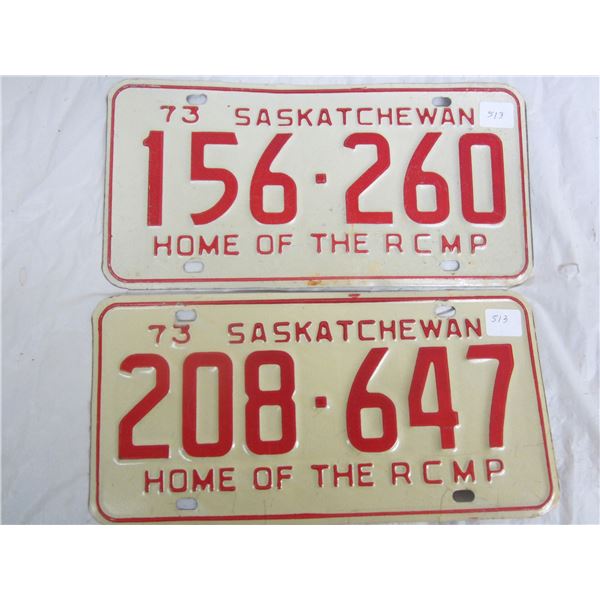 73 SASKATCHEWAN 513
156·260
HOME OF THE RCMP
73 SASKATCHEWAN 513
208·647
HOME OF THE RCMP